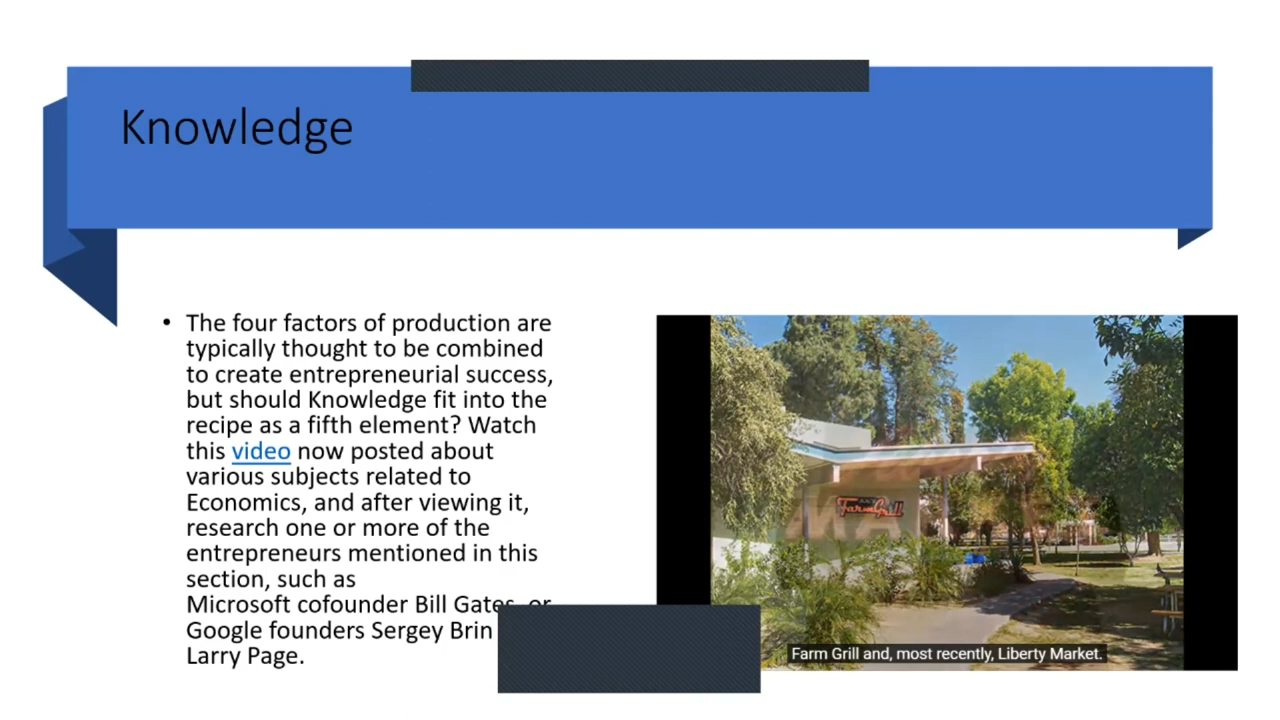 Knowledge
• The four factors of production are
typically thought to be combined
to create entrepreneurial success,
but should Knowledge fit into the
recipe as a fifth element? Watch
this video now posted about
various subjects related to
Economics, and after viewing it,
research one or more of the
entrepreneurs mentioned in this
section, such as
Microsoft cofounder Bill Gates, or
Google founders Sergey Brin
Larry Page.
Farm Grill
Farm Grill and, most recently, Liberty Market.